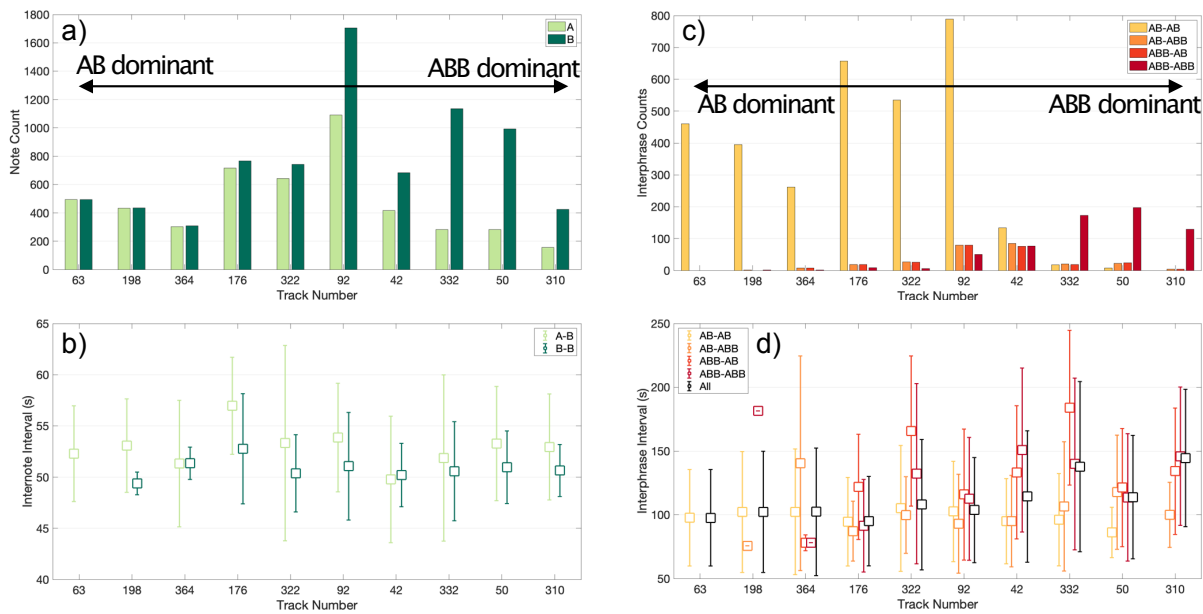 a)
1800
1600
1400
1200
1000
800
600
400
200
0
Note Count
A
B
AB dominant
ABB dominant
63 198 364 176 322 92 42 332 50 310
Track Number
c)
800
700
600
500
400
300
200
100
0
Interphrase Counts
AB-AB
AB-ABB
ABB-AB
ABB-ABB
AB dominant
ABB dominant
63 198 364 176 322 92 42 332 50 310
Track Number
b)
65
60
55
50
45
40
Internote Interval (s)
A-B
B-B
63 198 364 176 322 92 42 332 50 310
Track Number
d)
250
200
150
100
50
Interphrase Interval (s)
AB-AB
AB-ABB
ABB-AB
ABB-ABB
All
63 198 364 176 322 92 42 332 50 310
Track Number